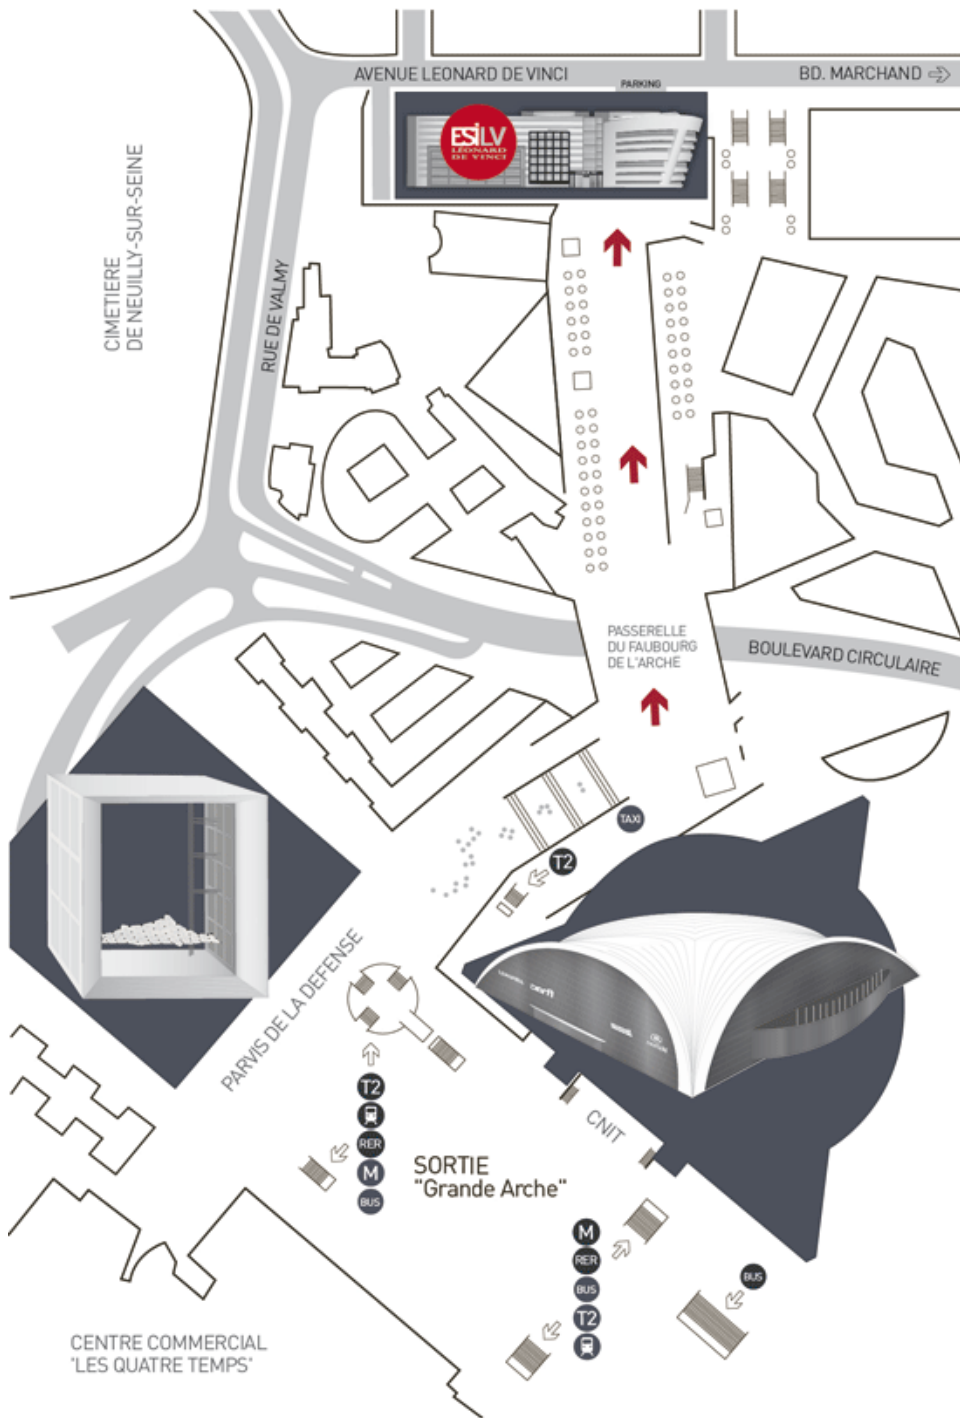 AVENUE LEONARD DE VINCI
BD. MARCHAND
PARKING
ESILV
LEONARD
DE VINCI
CIMETIERE
DE NEUILLY-SUR-SEINE
RUE DE VALMY
PASSERELLE
DU FAUBOURG
DE L'ARCHE
BOULEVARD CIRCULAIRE
TAXI
T2
PARVIS DE LA DEFENSE
CNIT
T2
RER
M
BUS
SORTIE
"Grande Arche"
M
RER
BUS
T2
BUS
CENTRE COMMERCIAL
'LES QUATRE TEMPS'